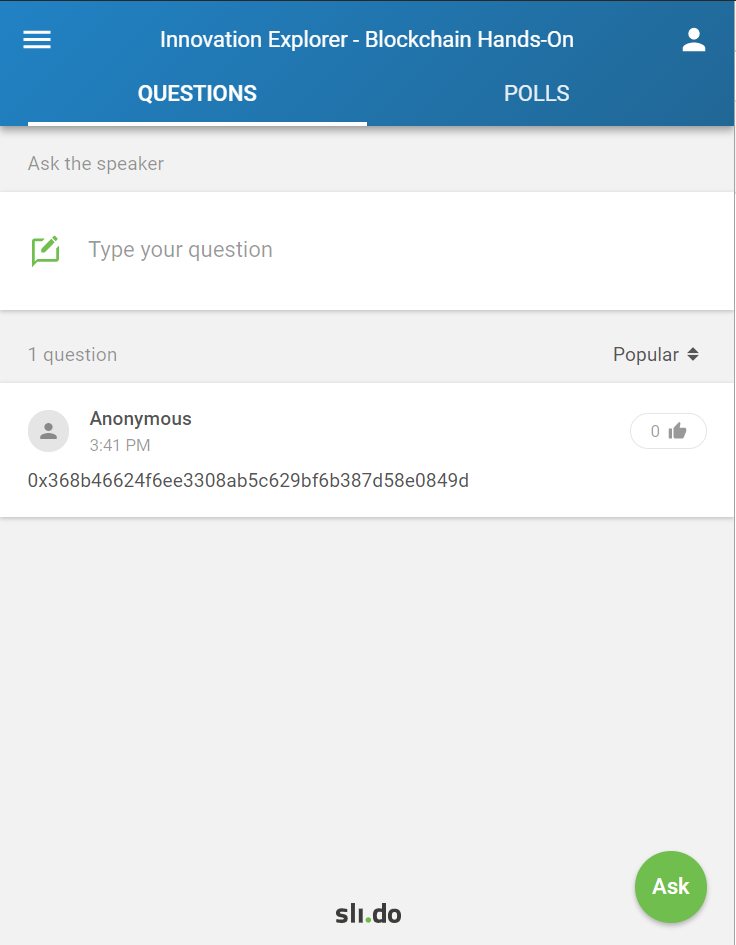 Innovation Explorer - Blockchain Hands-On
QUESTIONS
POLLS
Ask the speaker
Type your question
1 question
Popular
Anonymous
3:41 PM
0
0x368b46624f6ee3308ab5c629bf6b387d58e0849d
Ask
sli.do